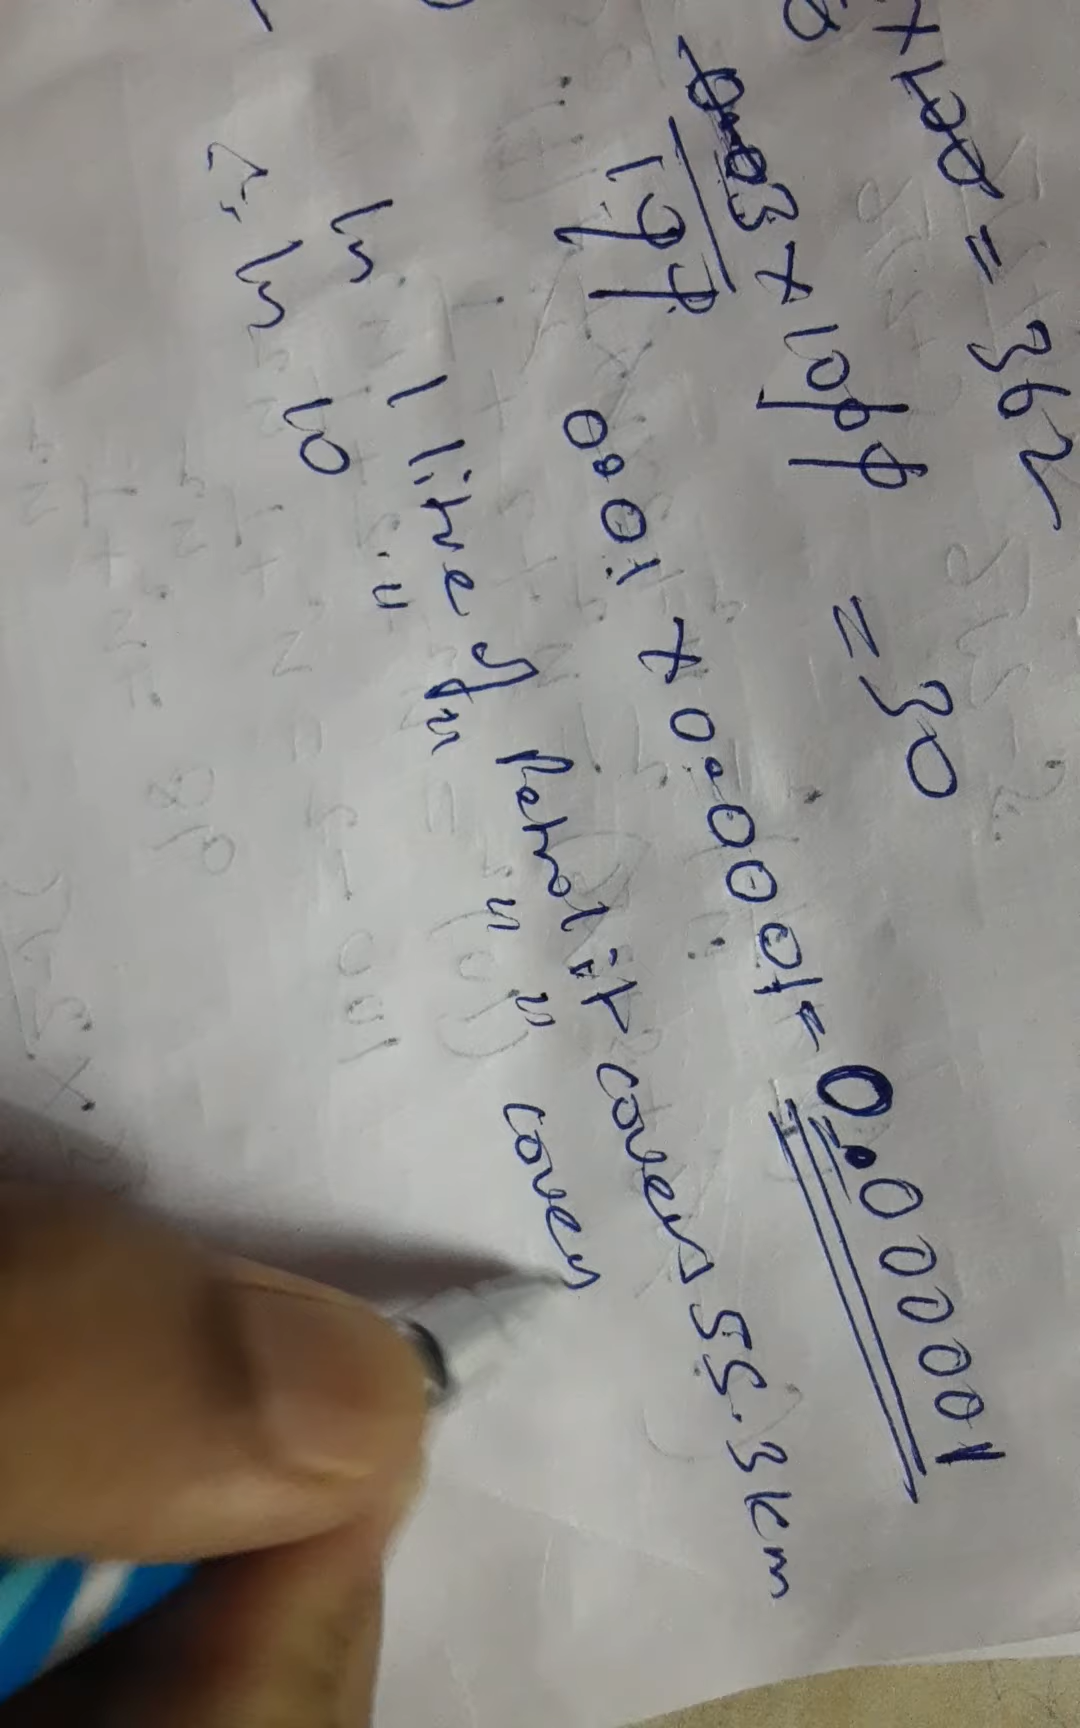 × 100 = 362
0.03 × 1000 = 30
100
0.01 × 0.0001 = 0.000001
In 1 litre of Petrol it covers 55.3 km
∴ In 10 " " " " covers